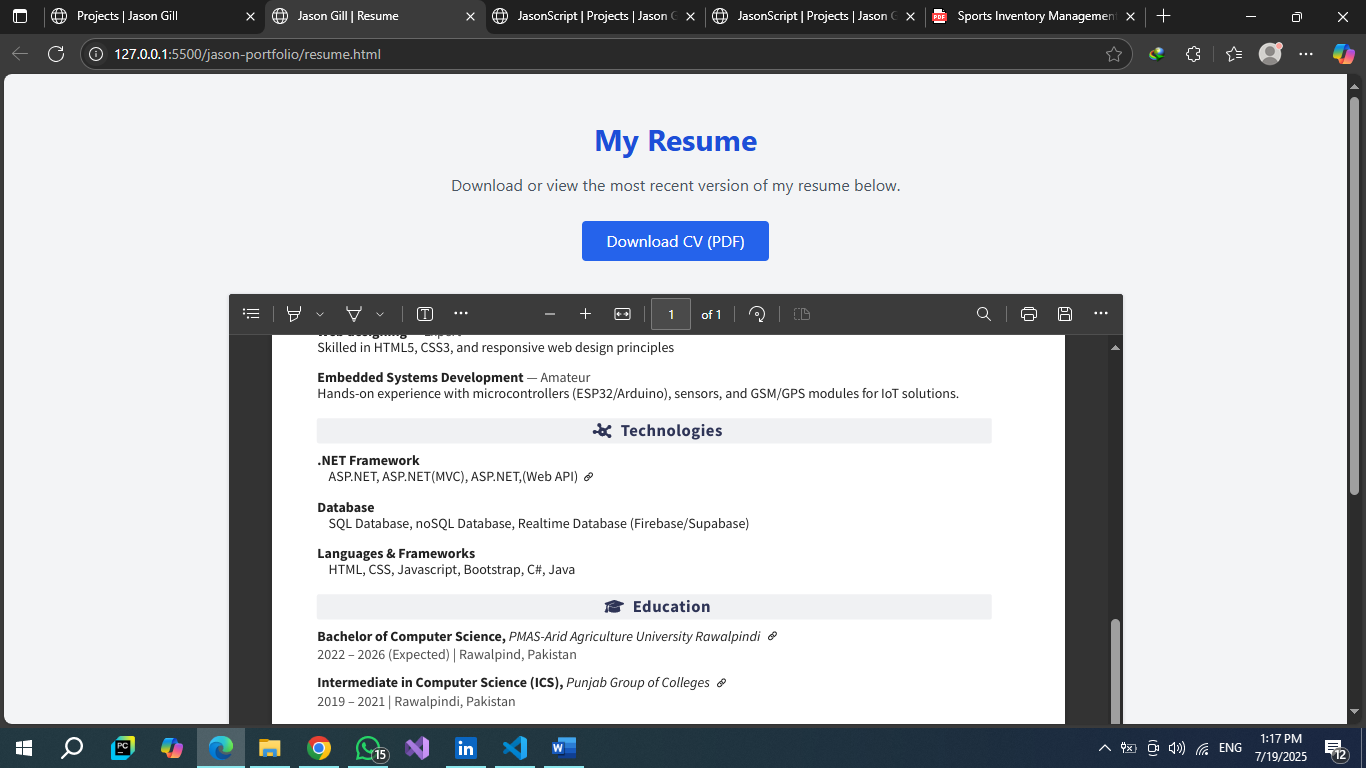 Projects | Jason Gill
Jason Gill | Resume
JasonScript | Projects | Jason G
JasonScript | Projects | Jason G
PDF
Sports Inventory Management
127.0.0.1:5500/jason-portfolio/resume.html
My Resume
Download or view the most recent version of my resume below.
Download CV (PDF)
1 of 1
Skilled in HTML5, CSS3, and responsive web design principles
Embedded Systems Development — Amateur
Hands-on experience with microcontrollers (ESP32/Arduino), sensors, and GSM/GPS modules for IoT solutions.
Technologies
.NET Framework
ASP.NET, ASP.NET(MVC), ASP.NET,(Web API)
Database
SQL Database, noSQL Database, Realtime Database (Firebase/Supabase)
Languages & Frameworks
HTML, CSS, Javascript, Bootstrap, C#, Java
Education
Bachelor of Computer Science, PMAS-Arid Agriculture University Rawalpindi
2022 – 2026 (Expected) | Rawalpind, Pakistan
Intermediate in Computer Science (ICS), Punjab Group of Colleges
2019 – 2021 | Rawalpindi, Pakistan
PC
15
in
W
ENG
1:17 PM
7/19/2025
12